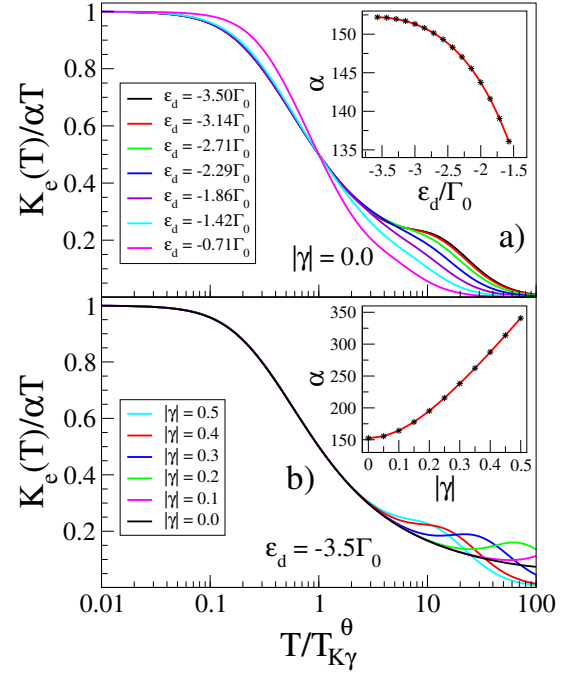 K_e(T)/αT
1
0.8
0.6
0.4
0.2
ε_d = -3.50Γ_0
ε_d = -3.14Γ_0
ε_d = -2.71Γ_0
ε_d = -2.29Γ_0
ε_d = -1.86Γ_0
ε_d = -1.42Γ_0
ε_d = -0.71Γ_0
α
155
150
145
140
135
-3.5 -3 -2.5 -2 -1.5
ε_d/Γ_0
|γ| = 0.0
a)
K_e(T)/αT
1
0.8
0.6
0.4
0.2
|γ| = 0.5
|γ| = 0.4
|γ| = 0.3
|γ| = 0.2
|γ| = 0.1
|γ| = 0.0
α
350
300
250
200
150
0 0.1 0.2 0.3 0.4 0.5
|γ|
b)
ε_d = -3.5Γ_0
0.01 0.1 1 10 100
T/T_{Kγ}^θ